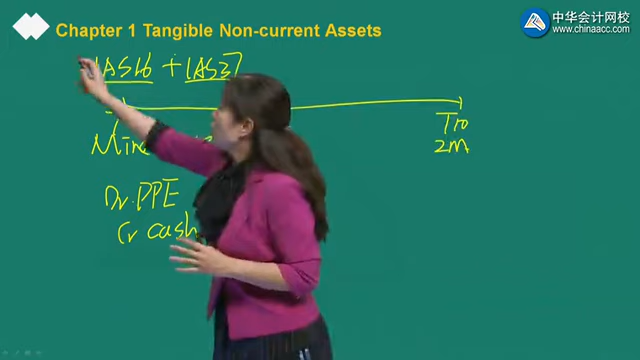 Chapter 1 Tangible Non-current Assets
中华会计网校
www.chinaacc.com
IAS16 + IAS37
T10
2m
Dr. PPE
Cr cash